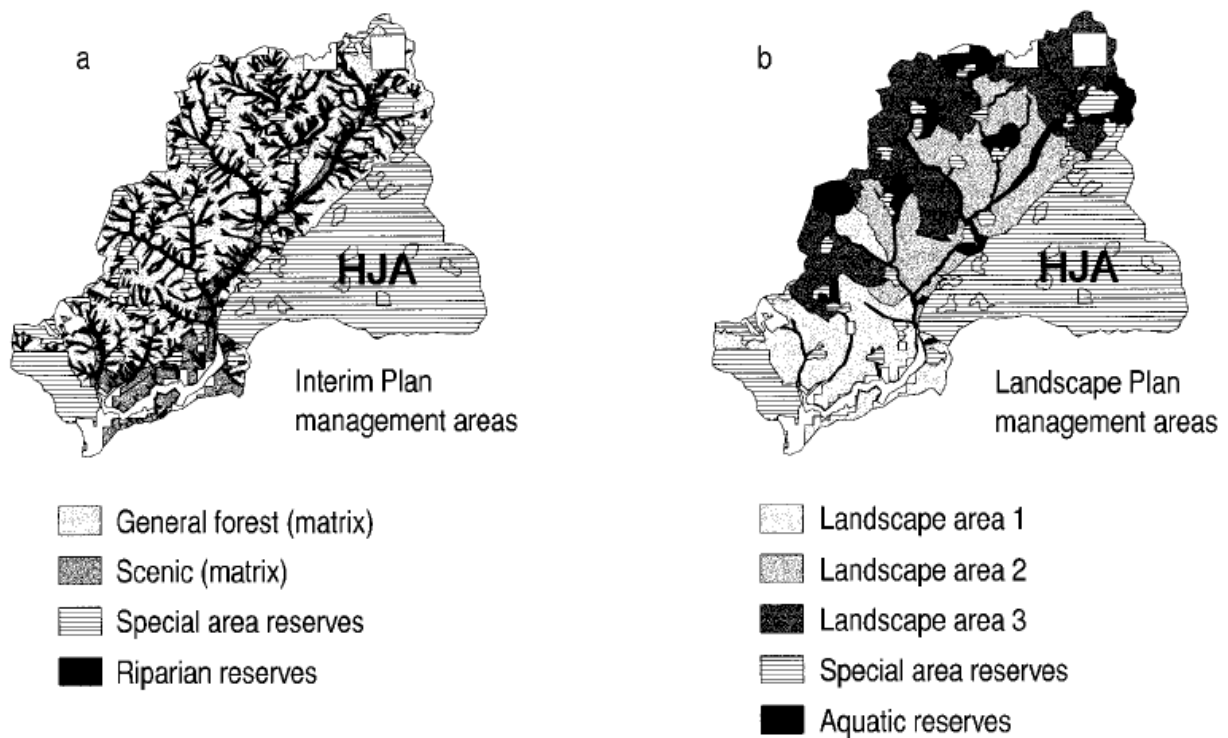 a
HJA
Interim Plan
management areas
General forest (matrix)
Scenic (matrix)
Special area reserves
Riparian reserves
b
HJA
Landscape Plan
management areas
Landscape area 1
Landscape area 2
Landscape area 3
Special area reserves
Aquatic reserves